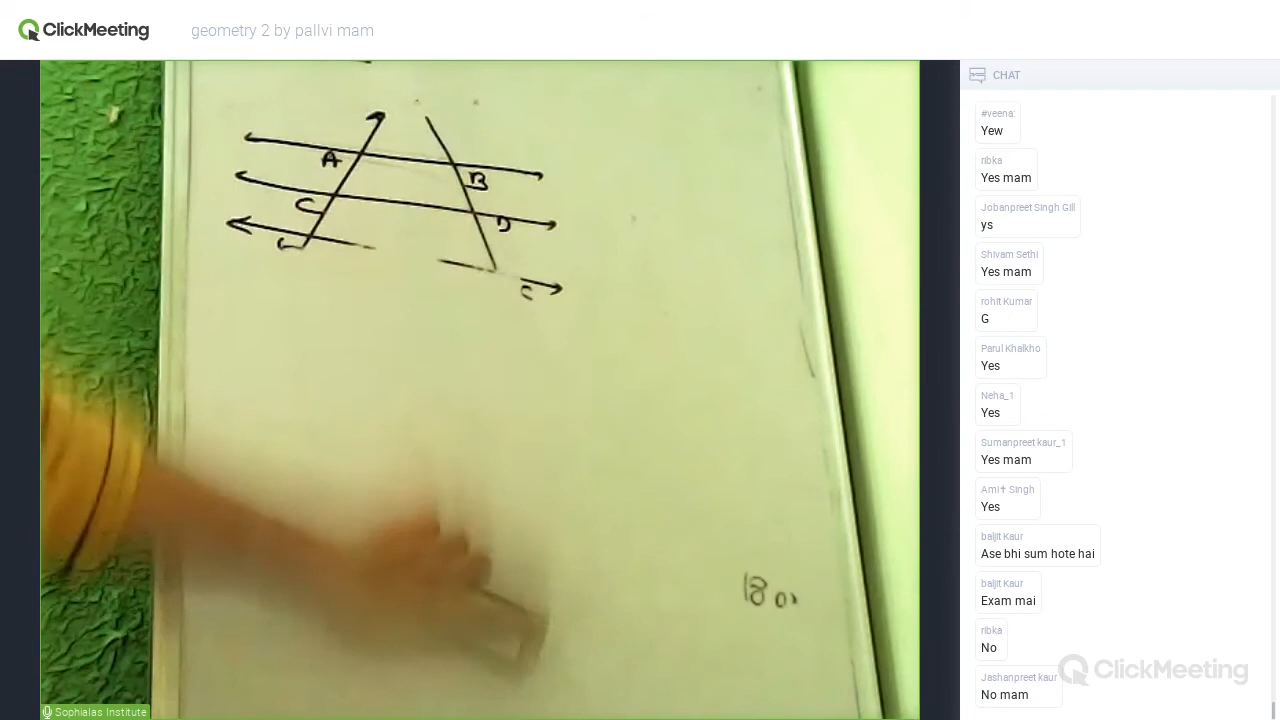 ClickMeeting
geometry 2 by pallvi mam
CHAT
#veena:
Yew
ribka
Yes mam
Jobanpreet Singh Gill
ys
Shivam Sethi
Yes mam
rohit Kumar
G
Parul Khalkho
Yes
Neha_1
Yes
Sumanpreet kaur_1
Yes mam
Ami✝ Singh
Yes
baljit Kaur
Ase bhi sum hote hai
baljit Kaur
Exam mai
ribka
No
Jashanpreet kaur
No mam
A
B
C
D
180
ClickMeeting
Sophialas Institute